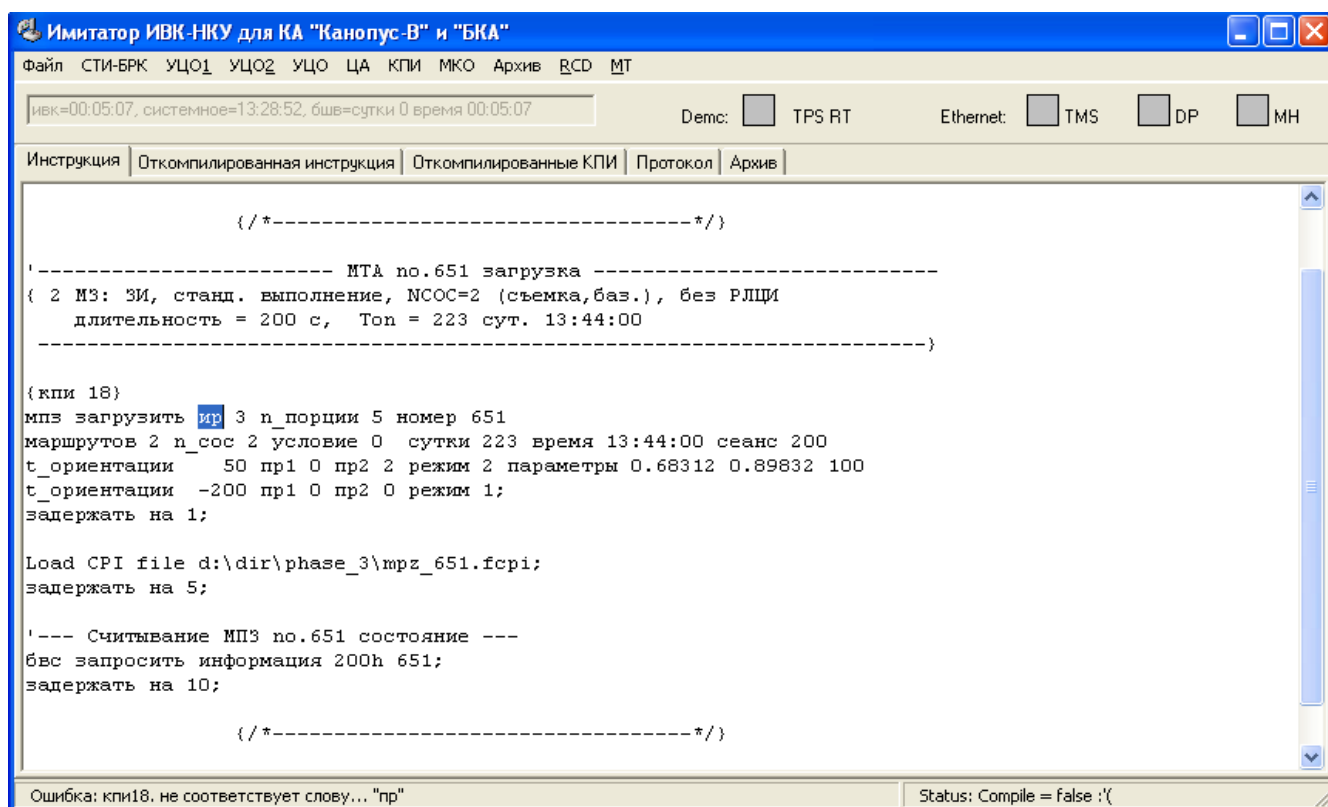 Имитатор ИВК-НКУ для КА "Канопус-В" и "БКА"
Файл СТИ-БРК УЦО1 УЦО2 УЦО ЦА КПИ МКО Архив RCD МТ
ивк=00:05:07, системное=13:28:52, бшв=сутки 0 время 00:05:07 Demc: TPS RT Ethernet: TMS DP MH
Инструкция Откомпилированная инструкция Откомпилированные КПИ Протокол Архив
{/*----------------------------------*/}
'------------------------ МТА no.651 загрузка ----------------------------
{ 2 МЗ: ЗИ, станд. выполнение, NCOC=2 (съемка,баз.), без РЛЦИ
длительность = 200 с, Топ = 223 сут. 13:44:00
------------------------------------------------------------------------}
{кпи 18}
мпз загрузить ир 3 n_порции 5 номер 651
маршрутов 2 n_сос 2 условие 0 сутки 223 время 13:44:00 сеанс 200
t_ориентации 50 пр1 0 пр2 2 режим 2 параметры 0.68312 0.89832 100
t_ориентации -200 пр1 0 пр2 0 режим 1;
задержать на 1;
Load CPI file d:\dir\phase_3\mpz_651.fcpi;
задержать на 5;
'--- Считывание МПЗ no.651 состояние ---
бвс запросить информация 200h 651;
задержать на 10;
{/*----------------------------------*/}
Ошибка: кпи18. не соответствует слову... "пр" Status: Compile = false :'(